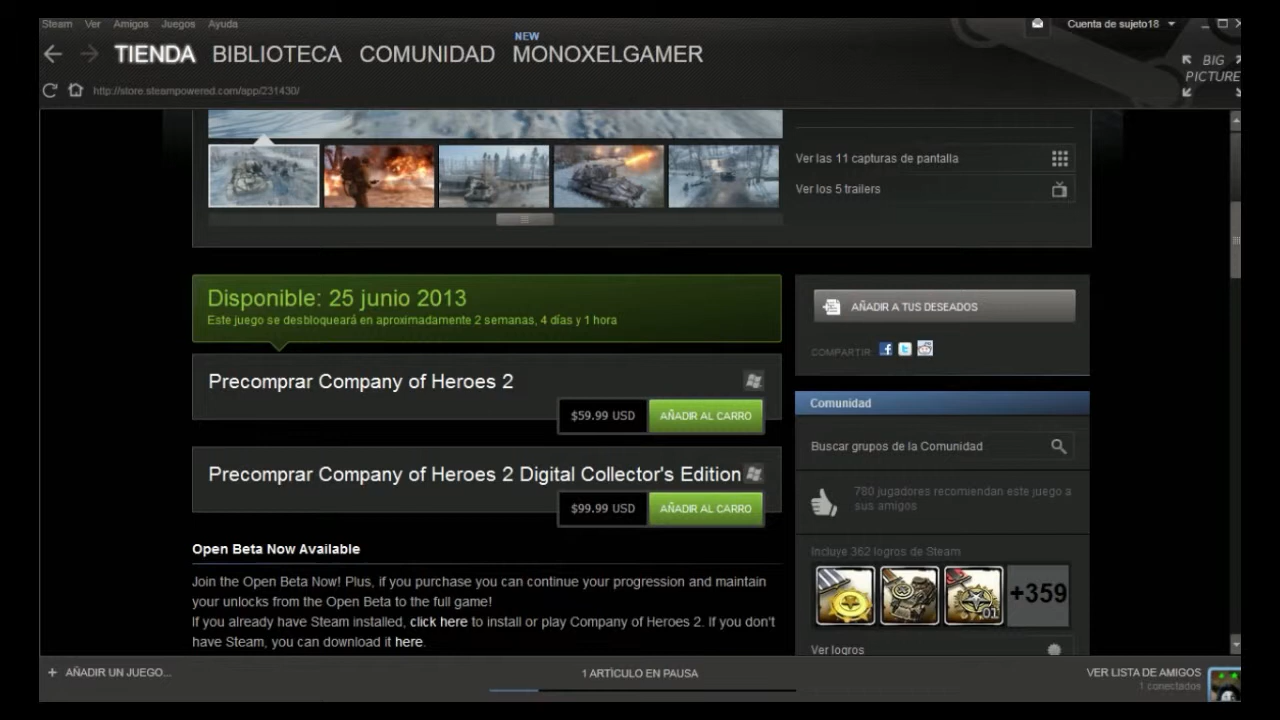 Steam Ver Amigos Juegos Ayuda
Cuenta de sujeto18
TIENDA BIBLIOTECA COMUNIDAD NEW MONOXELGAMER
BIG PICTURE
http://store.steampowered.com/app/231430/
Ver las 11 capturas de pantalla
Ver los 5 trailers
Disponible: 25 junio 2013
Este juego se desbloqueará en aproximadamente 2 semanas, 4 días y 1 hora
Precomprar Company of Heroes 2
$59.99 USD AÑADIR AL CARRO
Precomprar Company of Heroes 2 Digital Collector's Edition
$99.99 USD AÑADIR AL CARRO
Open Beta Now Available
Join the Open Beta Now! Plus, if you purchase you can continue your progression and maintain
your unlocks from the Open Beta to the full game!
If you already have Steam installed, click here to install or play Company of Heroes 2. If you don't
have Steam, you can download it here.
AÑADIR A TUS DESEADOS
COMPARTIR:
Comunidad
Buscar grupos de la Comunidad
780 jugadores recomiendan este juego a
sus amigos
Incluye 362 logros de Steam
01
+359
Ver logros
+ AÑADIR UN JUEGO...
1 ARTÍCULO EN PAUSA
VER LISTA DE AMIGOS
1 conectados